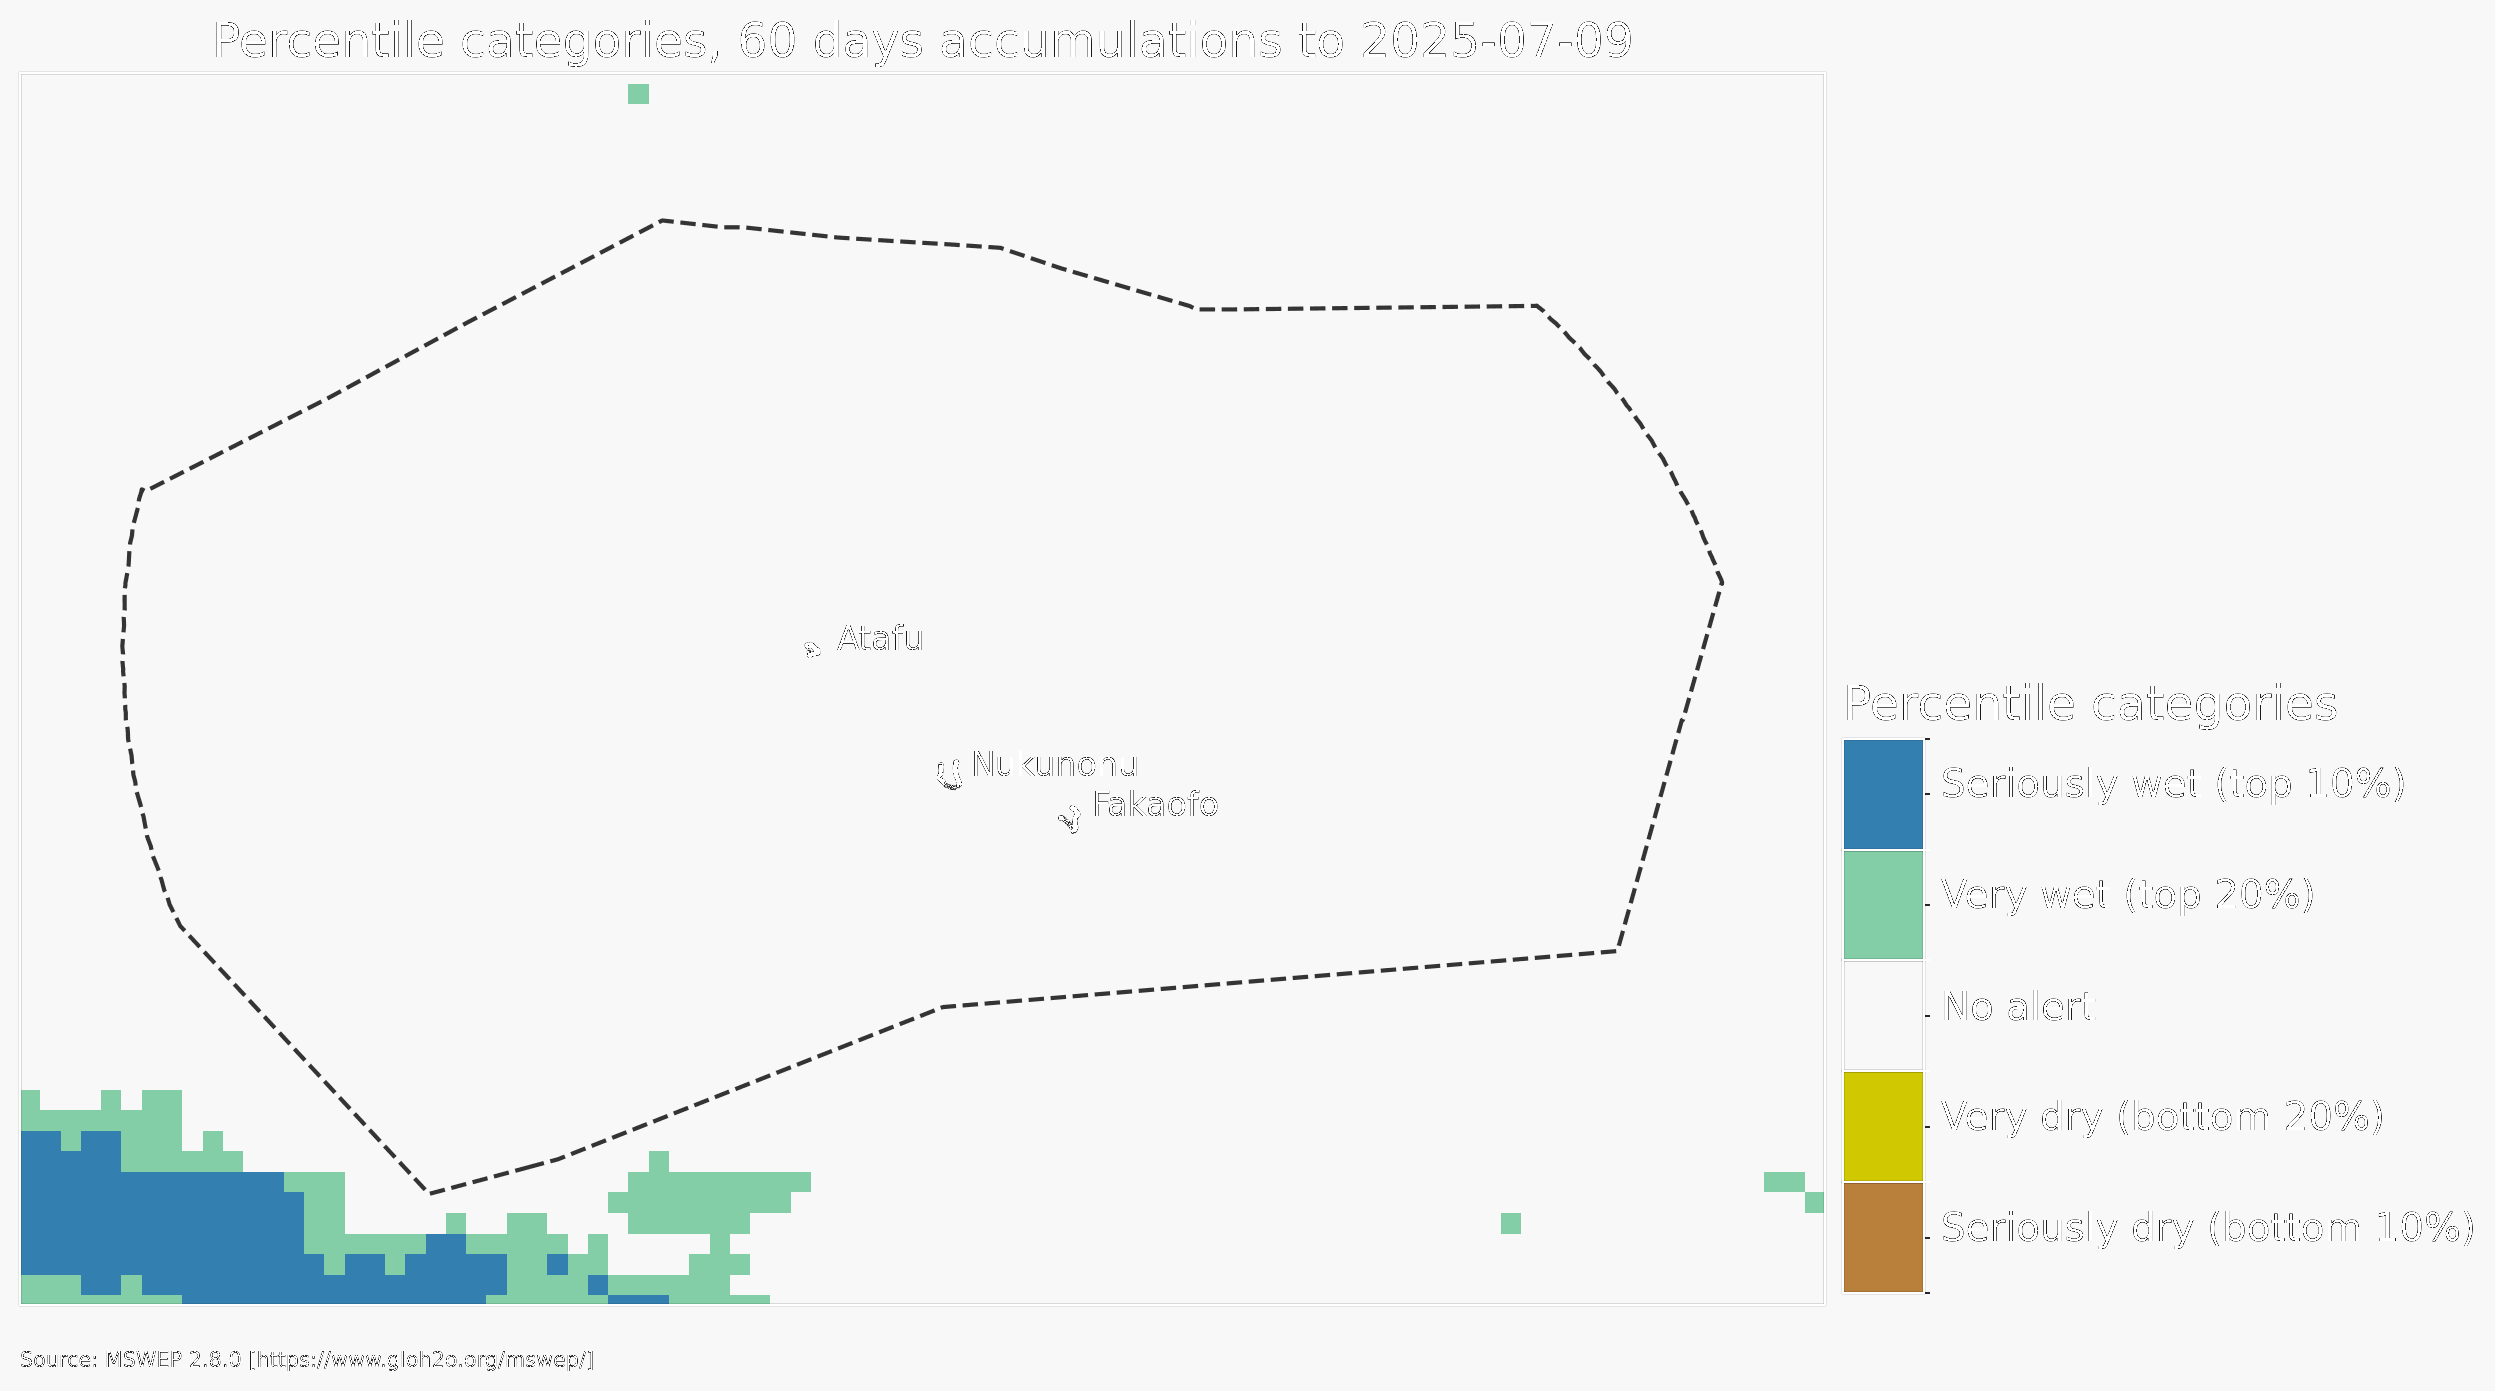 Percentile categories, 60 days accumulations to 2025-07-09
Atafu
Nukunonu
Fakaofo
Percentile categories
Seriously wet (top 10%)
Very wet (top 20%)
No alert
Very dry (bottom 20%)
Seriously dry (bottom 10%)
Source: MSWEP 2.8.0 [https://www.gloh2o.org/mswep/]